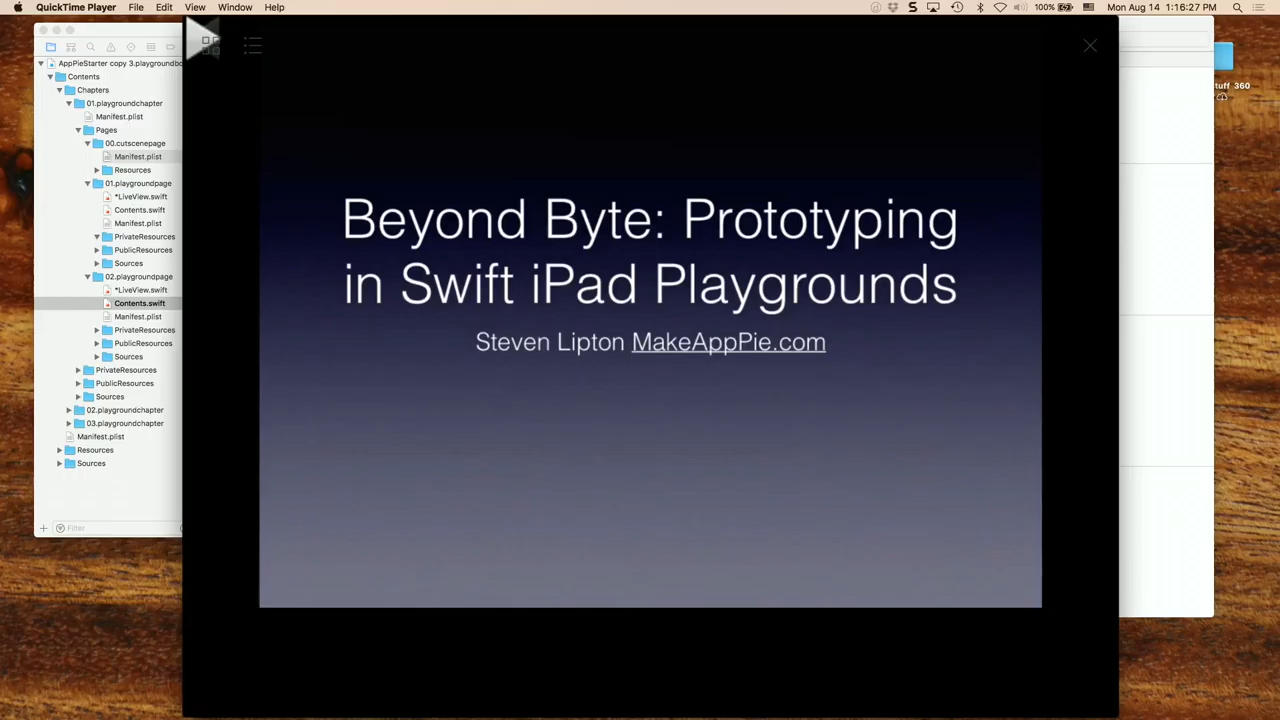 QuickTime Player File Edit View Window Help 100% Mon Aug 14 1:16:27 PM
AppPieStarter copy 3.playgroundbo
Contents
Chapters
01.playgroundchapter
Manifest.plist
Pages
00.cutscenepage
Manifest.plist
Resources
01.playgroundpage
*LiveView.swift
Contents.swift
Manifest.plist
PrivateResources
PublicResources
Sources
02.playgroundpage
*LiveView.swift
Contents.swift
Manifest.plist
PrivateResources
PublicResources
Sources
PrivateResources
PublicResources
Sources
02.playgroundchapter
03.playgroundchapter
Manifest.plist
Resources
Sources
Filter
Beyond Byte: Prototyping
in Swift iPad Playgrounds
Steven Lipton MakeAppPie.com
tuff 360